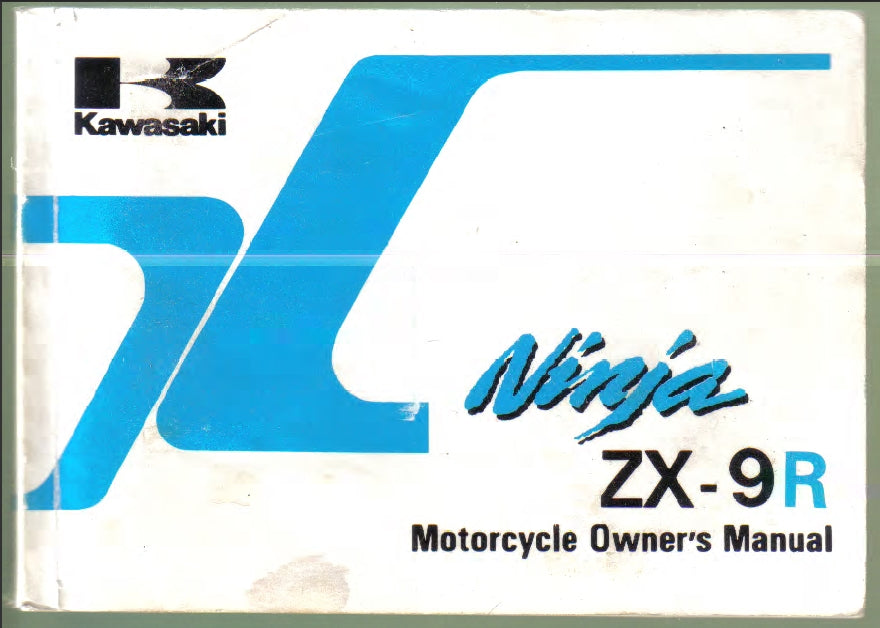 Kawasaki
Ninja
ZX-9R
Motorcycle Owner's Manual